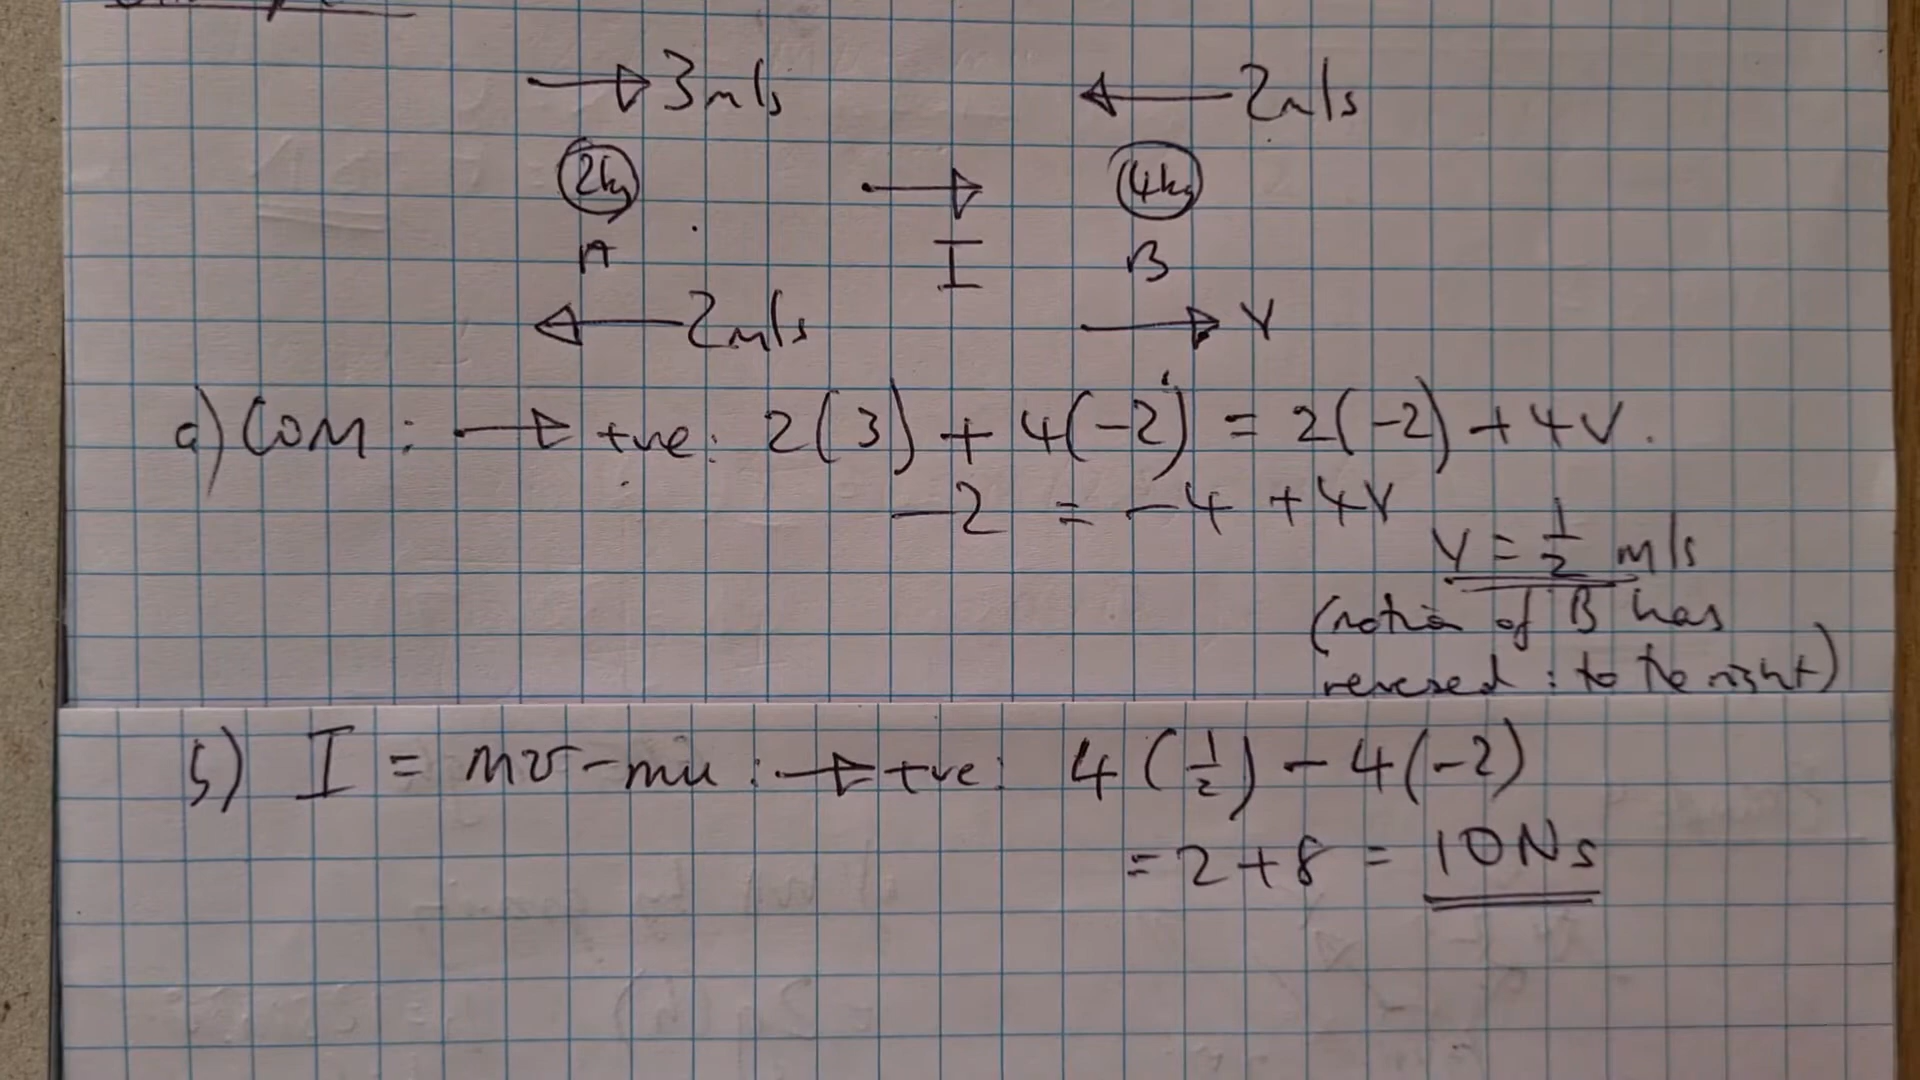 3m/s 2m/s
2kg 4kg
A I B
2m/s V
a) COM: → +ve: 2(3) + 4(-2) = 2(-2) + 4V.
-2 = -4 + 4V
V = 1/2 m/s
(motion of B has
reversed: to the right)
b) I = mv - mu: → +ve: 4(1/2) - 4(-2)
= 2 + 8 = 10Ns